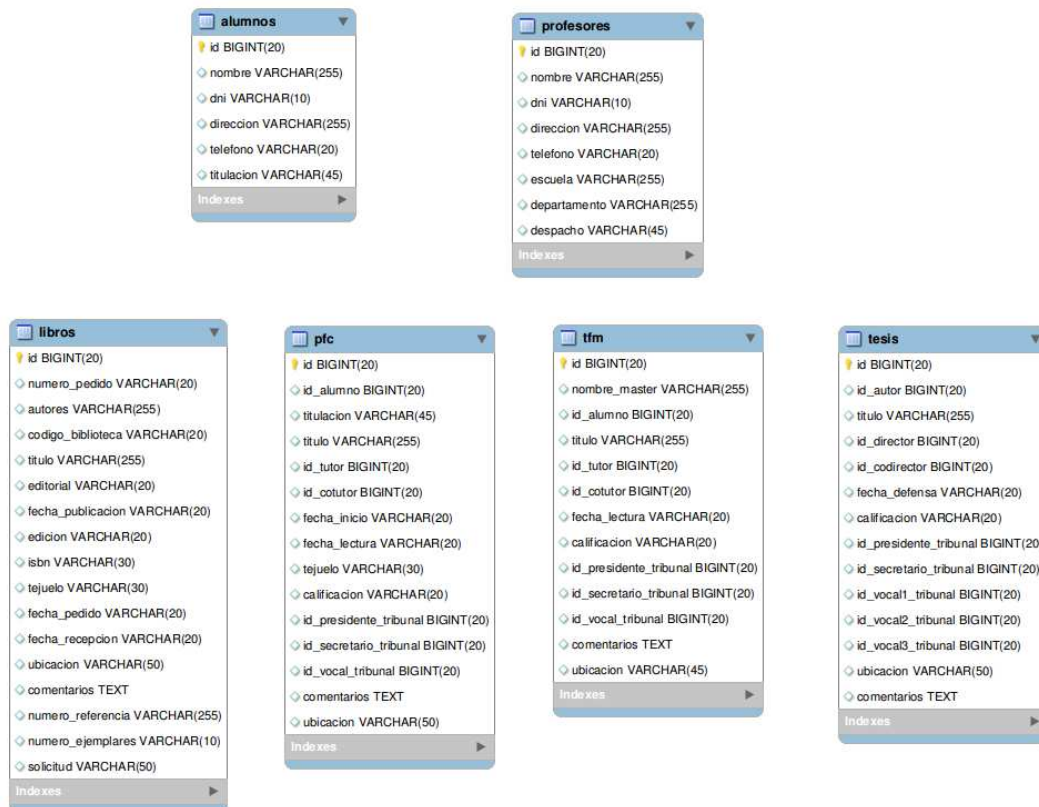 alumnos
id BIGINT(20)
nombre VARCHAR(255)
dni VARCHAR(10)
direccion VARCHAR(255)
telefono VARCHAR(20)
titulacion VARCHAR(45)
Indexes
profesores
id BIGINT(20)
nombre VARCHAR(255)
dni VARCHAR(10)
direccion VARCHAR(255)
telefono VARCHAR(20)
escuela VARCHAR(255)
departamento VARCHAR(255)
despacho VARCHAR(45)
Indexes
libros
id BIGINT(20)
numero_pedido VARCHAR(20)
autores VARCHAR(255)
codigo_biblioteca VARCHAR(20)
titulo VARCHAR(255)
editorial VARCHAR(20)
fecha_publicacion VARCHAR(20)
edicion VARCHAR(20)
isbn VARCHAR(30)
tejuelo VARCHAR(30)
fecha_pedido VARCHAR(20)
fecha_recepcion VARCHAR(20)
ubicacion VARCHAR(50)
comentarios TEXT
numero_referencia VARCHAR(255)
numero_ejemplares VARCHAR(10)
solicitud VARCHAR(50)
Indexes
pfc
id BIGINT(20)
id_alumno BIGINT(20)
titulacion VARCHAR(45)
titulo VARCHAR(255)
id_tutor BIGINT(20)
id_cotutor BIGINT(20)
fecha_inicio VARCHAR(20)
fecha_lectura VARCHAR(20)
tejuelo VARCHAR(30)
calificacion VARCHAR(20)
id_presidente_tribunal BIGINT(20)
id_secretario_tribunal BIGINT(20)
id_vocal_tribunal BIGINT(20)
comentarios TEXT
ubicacion VARCHAR(50)
Indexes
tfm
id BIGINT(20)
nombre_master VARCHAR(255)
id_alumno BIGINT(20)
titulo VARCHAR(255)
id_tutor BIGINT(20)
id_cotutor BIGINT(20)
fecha_lectura VARCHAR(20)
calificacion VARCHAR(20)
id_presidente_tribunal BIGINT(20)
id_secretario_tribunal BIGINT(20)
id_vocal_tribunal BIGINT(20)
comentarios TEXT
ubicacion VARCHAR(45)
Indexes
tesis
id BIGINT(20)
id_autor BIGINT(20)
titulo VARCHAR(255)
id_director BIGINT(20)
id_codirector BIGINT(20)
fecha_defensa VARCHAR(20)
calificacion VARCHAR(20)
id_presidente_tribunal BIGINT(20
id_secretario_tribunal BIGINT(20)
id_vocal1_tribunal BIGINT(20)
id_vocal2_tribunal BIGINT(20)
id_vocal3_tribunal BIGINT(20)
ubicacion VARCHAR(50)
comentarios TEXT
Indexes